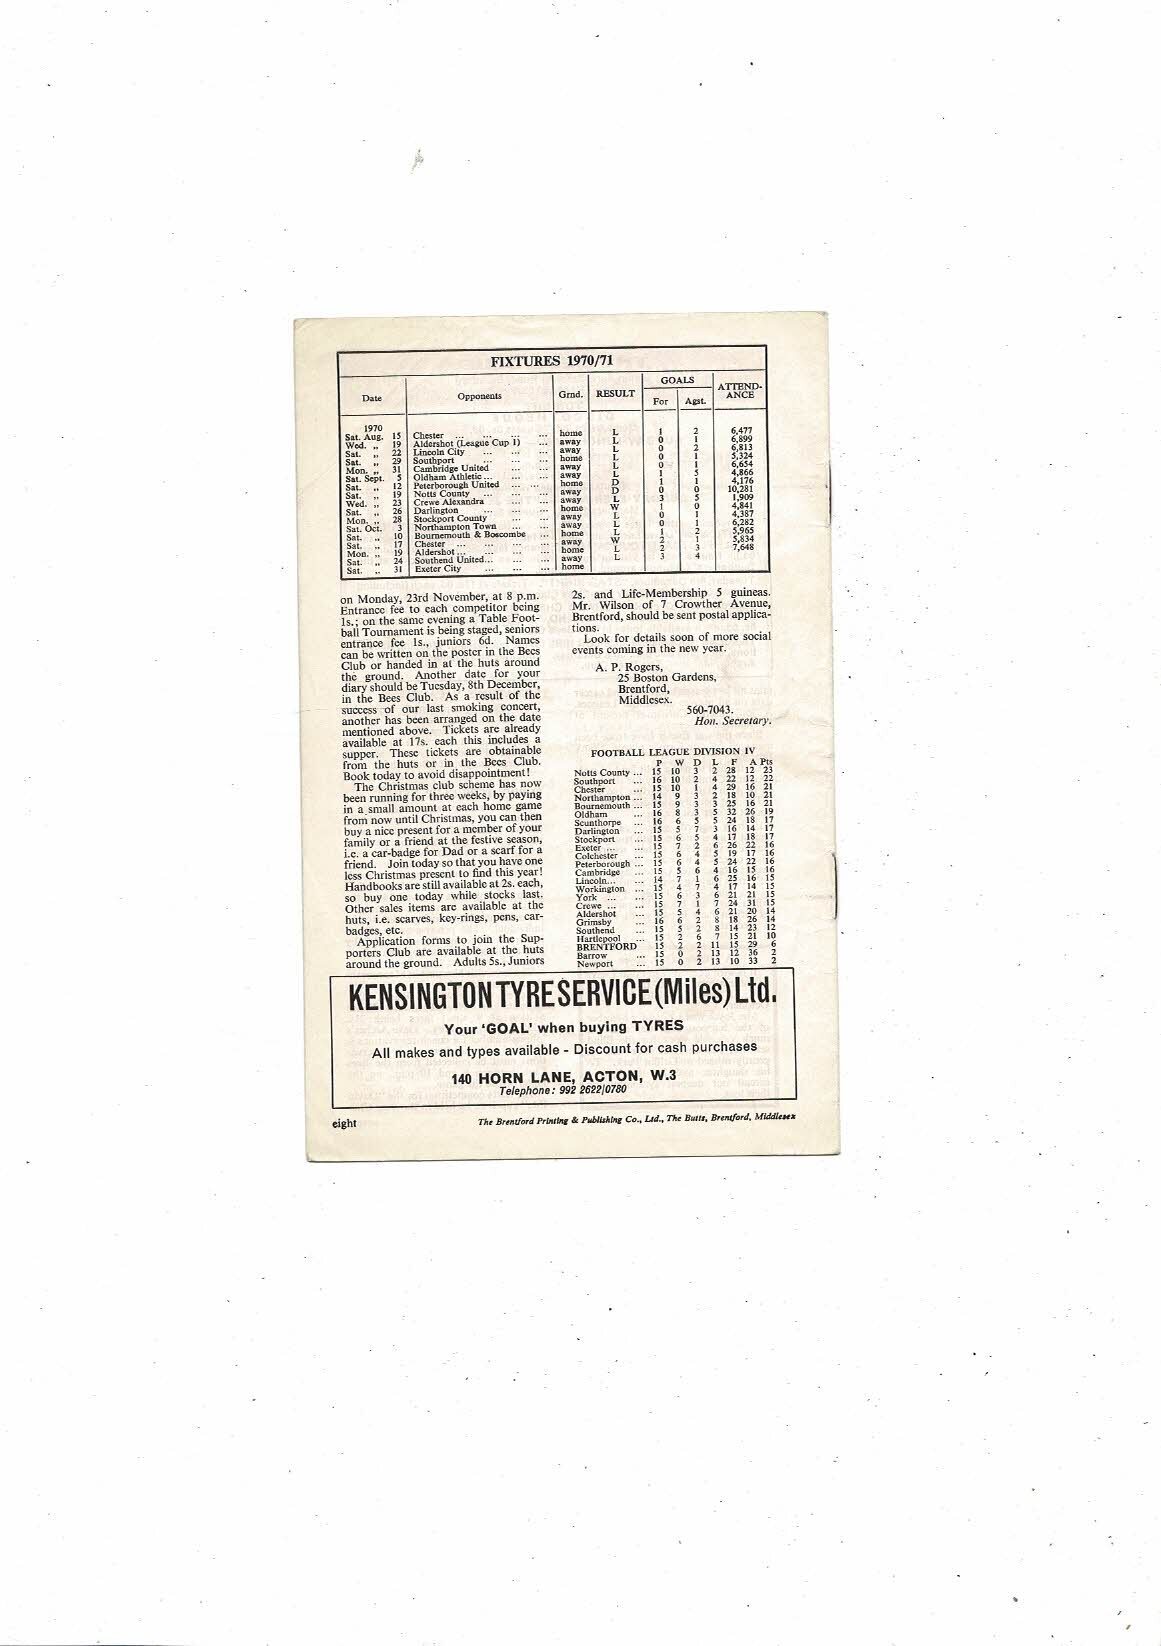 FIXTURES 1970/71
Date Opponents Grnd. RESULT GOALS For Agst. ATTEND-ANCE
1970
Sat. Aug. 15 Chester ... ... ... ... home L 1 2 6,477
Wed. „ 19 Aldershot (League Cup 1) ... away L 0 1 6,899
Sat. „ 22 Lincoln City ... ... ... away L 0 2 6,813
Sat. „ 29 Southport ... ... ... home L 0 1 5,324
Mon. „ 31 Cambridge United ... ... away L 0 1 6,654
Sat. Sept. 5 Oldham Athletic ... ... ... away L 1 5 4,866
Sat. „ 12 Peterborough United ... ... home D 1 1 4,176
Sat. „ 19 Notts County ... ... ... away D 0 0 10,281
Wed. „ 23 Crewe Alexandra ... ... away L 3 5 1,909
Sat. „ 26 Darlington ... ... ... home W 1 0 4,841
Mon. „ 28 Stockport County ... ... away L 0 1 4,387
Sat. Oct. 3 Northampton Town ... ... away L 0 1 6,282
Sat. „ 10 Bournemouth & Boscombe ... home L 1 2 5,965
Sat. „ 17 Chester ... ... ... ... away W 2 1 5,834
Mon. „ 19 Aldershot ... ... ... ... home L 2 3 7,648
Sat. „ 24 Southend United ... ... ... away L 3 4
Sat. „ 31 Exeter City ... ... ... home
on Monday, 23rd November, at 8 p.m.
Entrance fee to each competitor being
1s.; on the same evening a Table Foot-
ball Tournament is being staged, seniors
entrance fee 1s., juniors 6d. Names
can be written on the poster in the Bees
Club or handed in at the huts around
the ground. Another date for your
diary should be Tuesday, 8th December,
in the Bees Club. As a result of the
success of our last smoking concert,
another has been arranged on the date
mentioned above. Tickets are already
available at 17s. each this includes a
supper. These tickets are obtainable
from the huts or in the Bees Club.
Book today to avoid disappointment!
The Christmas club scheme has now
been running for three weeks, by paying
in a small amount at each home game
from now until Christmas, you can then
buy a nice present for a member of your
family or a friend at the festive season,
i.e. a car-badge for Dad or a scarf for a
friend. Join today so that you have one
less Christmas present to find this year!
Handbooks are still available at 2s. each,
so buy one today while stocks last.
Other sales items are available at the
huts, i.e. scarves, key-rings, pens, car-
badges, etc.
Application forms to join the Sup-
porters Club are available at the huts
around the ground. Adults 5s., Juniors
2s. and Life-Membership 5 guineas.
Mr. Wilson of 7 Crowther Avenue,
Brentford, should be sent postal applica-
tions.
Look for details soon of more social
events coming in the new year.
A. P. Rogers,
25 Boston Gardens,
Brentford,
Middlesex.
560-7043.
Hon. Secretary.
FOOTBALL LEAGUE DIVISION IV
P W D L F A Pts
Notts County ... 15 10 3 2 28 12 23
Southport ... 16 10 2 4 22 12 22
Chester ... 15 10 1 4 29 16 21
Northampton ... 14 9 3 2 18 10 21
Bournemouth ... 15 9 3 3 25 16 21
Oldham ... 16 8 3 5 32 26 19
Scunthorpe ... 16 6 5 5 24 18 17
Darlington ... 15 5 7 3 16 14 17
Stockport ... 15 6 5 4 17 18 17
Exeter ... ... 15 7 2 6 26 22 16
Colchester ... 15 6 4 5 19 17 16
Peterborough ... 15 6 4 5 24 22 16
Cambridge ... 15 5 6 4 16 15 16
Lincoln... ... 14 7 1 6 25 16 15
Workington ... 15 4 7 4 17 14 15
York ... ... 15 6 3 6 21 21 15
Crewe ... ... 15 7 1 7 24 31 15
Aldershot ... 15 5 4 6 21 20 14
Grimsby ... 16 6 2 8 18 26 14
Southend ... 15 5 2 8 14 23 12
Hartlepool ... 15 2 6 7 15 21 10
BRENTFORD 15 2 2 11 15 29 6
Barrow ... 15 0 2 13 12 36 2
Newport ... 15 0 2 13 10 33 2
KENSINGTON TYRE SERVICE (Miles) Ltd.
Your 'GOAL' when buying TYRES
All makes and types available - Discount for cash purchases
140 HORN LANE, ACTON, W.3
Telephone: 992 2622/0780
eight
The Brentford Printing & Publishing Co., Ltd., The Butts, Brentford, Middlesex